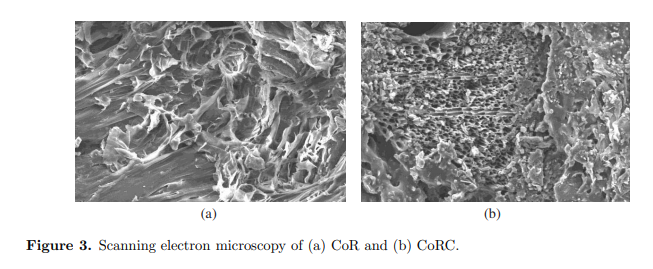 (a)
(b)
Figure 3. Scanning electron microscopy of (a) CoR and (b) CoRC.